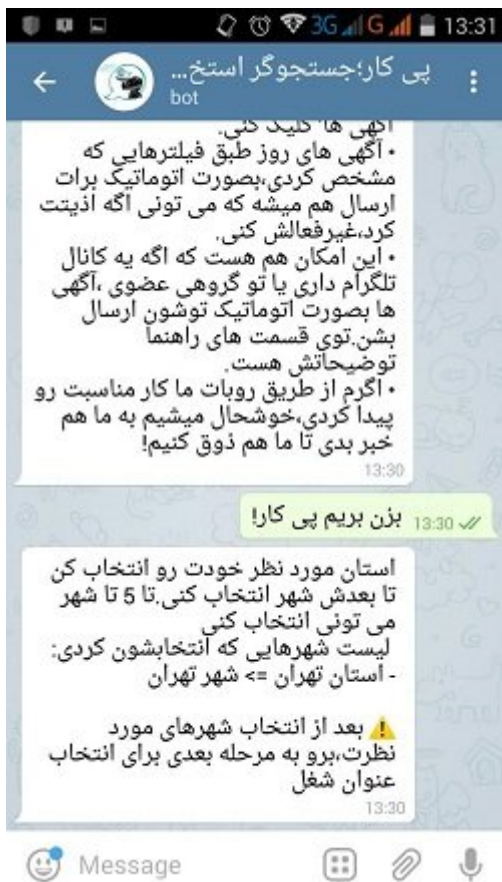 3G G 13:31
پی کار؛جستجوگر استخ...
bot
آگهی ها کلیک کنی.
• آگهی های روز طبق فیلترهایی که
مشخص کردی،بصورت اتوماتیک برات
ارسال هم میشه که می تونی اگه اذیتت
کرد،غیرفعالش کنی.
• این امکان هم هست که اگه یه کانال
تلگرام داری یا تو گروهی عضوی ،آگهی
ها بصورت اتوماتیک توشون ارسال
بشن.توی قسمت های راهنما
توضیحاتش هست.
• اگرم از طریق روبات ما کار مناسبت رو
پیدا کردی،خوشحال میشیم به ما هم
خبر بدی تا ما هم ذوق کنیم!
13:30
بزن بریم پی کار! 13:30
استان مورد نظر خودت رو انتخاب کن
تا بعدش شهر انتخاب کنی.تا 5 تا شهر
می تونی انتخاب کنی
لیست شهرهایی که انتخابشون کردی:
- استان تهران => شهر تهران
⚠️ بعد از انتخاب شهرهای مورد
نظرت،برو به مرحله بعدی برای انتخاب
عنوان شغل
13:30
Message